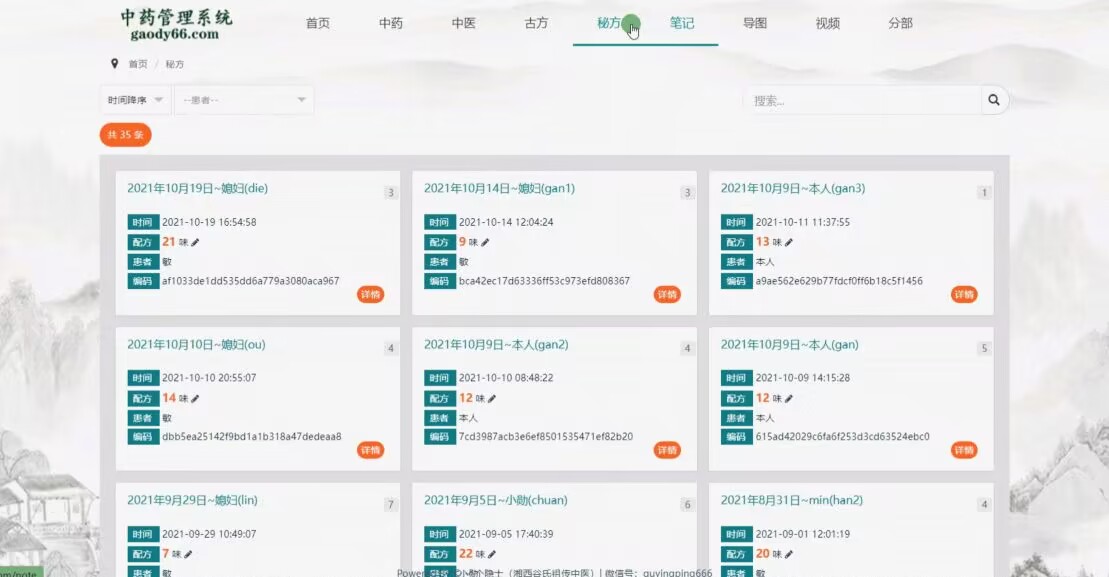 中药管理系统
gaody66.com
首页 中药 中医 古方 秘方 笔记 导图 视频 分部
首页 / 秘方
时间降序 --患者-- 搜索...
共 35 条
2021年10月19日~媳妇(die) 3
时间 2021-10-19 16:54:58
配方 21 味
患者 敏
编码 af1033de1dd535dd6a779a3080aca967
详情
2021年10月14日~媳妇(gan1) 3
时间 2021-10-14 12:04:24
配方 9 味
患者 敏
编码 bca42ec17d63336ff53c973efd808367
详情
2021年10月9日~本人(gan3) 1
时间 2021-10-11 11:37:55
配方 13 味
患者 本人
编码 a9ae562e629b77fdcf0ff6b18c5f1456
详情
2021年10月10日~媳妇(ou) 4
时间 2021-10-10 20:55:07
配方 14 味
患者 敏
编码 dbb5ea25142f9bd1a1b318a47dedeaa8
详情
2021年10月9日~本人(gan2) 4
时间 2021-10-10 08:48:22
配方 12 味
患者 本人
编码 7cd3987acb3e6ef8501535471ef82b20
详情
2021年10月9日~本人(gan) 5
时间 2021-10-09 14:15:28
配方 12 味
患者 本人
编码 615ad42029c6fa6f253d3cd63524ebc0
详情
2021年9月29日~媳妇(lin) 7
时间 2021-09-29 10:49:07
配方 7 味
患者 敏
2021年9月5日~小勋(chuan) 6
时间 2021-09-05 17:40:39
配方 22 味
2021年8月31日~min(han2) 4
时间 2021-09-01 12:01:19
配方 20 味
患者 敏
小隐士（湘西谷氏祖传中医）| 微信号：guyingping666
om/note